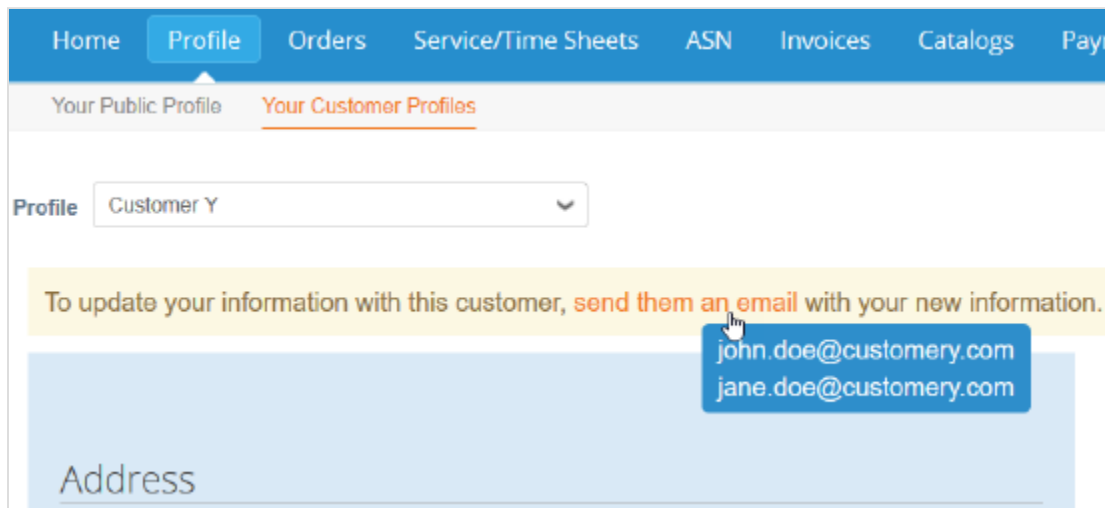 Home Profile Orders Service/Time Sheets ASN Invoices Catalogs
Your Public Profile Your Customer Profiles
Profile Customer Y
To update your information with this customer, send them an email with your new information.
john.doe@customery.com
jane.doe@customery.com
Address